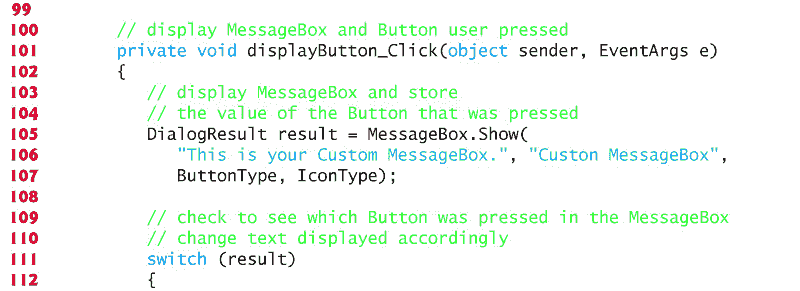 99
100 // display MessageBox and Button user pressed
101 private void displayButton_Click(object sender, EventArgs e)
102 {
103 // display MessageBox and store
104 // the value of the Button that was pressed
105 DialogResult result = MessageBox.Show(
106 "This is your Custom MessageBox.", "Custon MessageBox",
107 ButtonType, IconType);
108
109 // check to see which Button was pressed in the MessageBox
110 // change text displayed accordingly
111 switch (result)
112 {